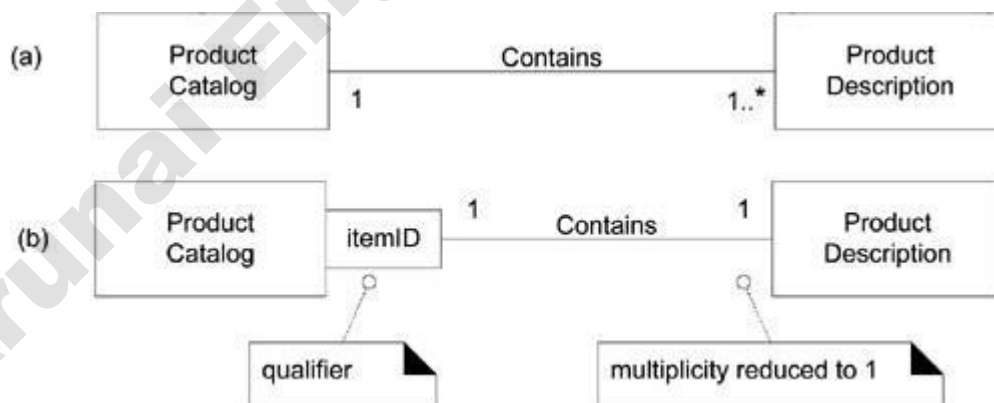 (a)
Product
Catalog
Contains
1
1..*
Product
Description
(b)
Product
Catalog
itemID
1
Contains
1
Product
Description
qualifier
multiplicity reduced to 1